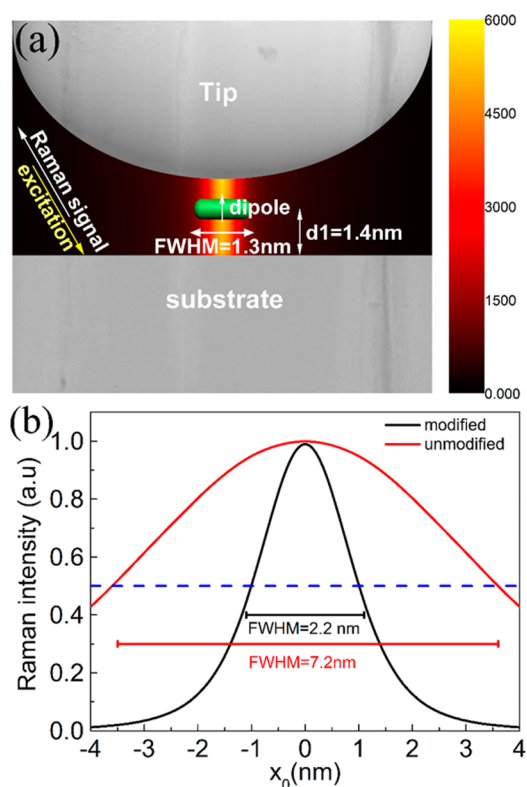 (a)
Tip
Raman signal
excitation
dipole
d1=1.4nm
FWHM=1.3nm
substrate
6000
4500
3000
1500
0.000
(b)
modified
unmodified
1.0
0.8
0.6
0.4
0.2
0.0
Raman intensity (a.u)
FWHM=2.2 nm
FWHM=7.2nm
-4 -3 -2 -1 0 1 2 3 4
x₀(nm)